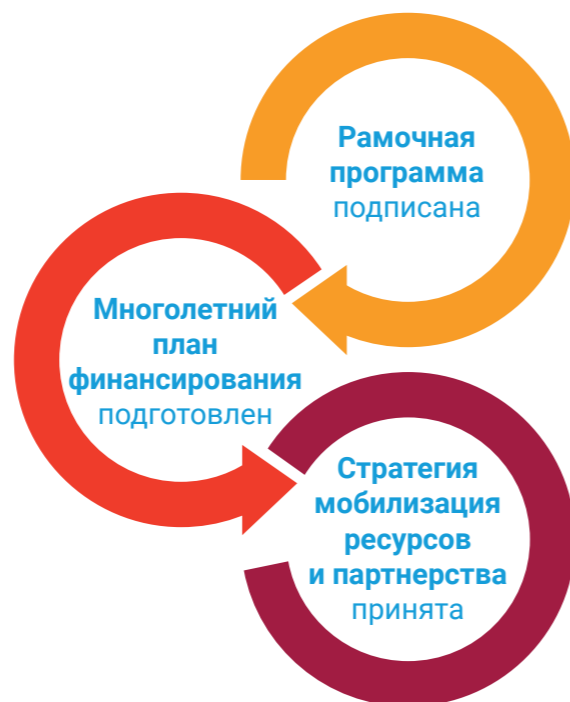 Рамочная
программа
подписана
Многолетний
план
финансирования
подготовлен
Стратегия
мобилизация
ресурсов
и партнерства
принята